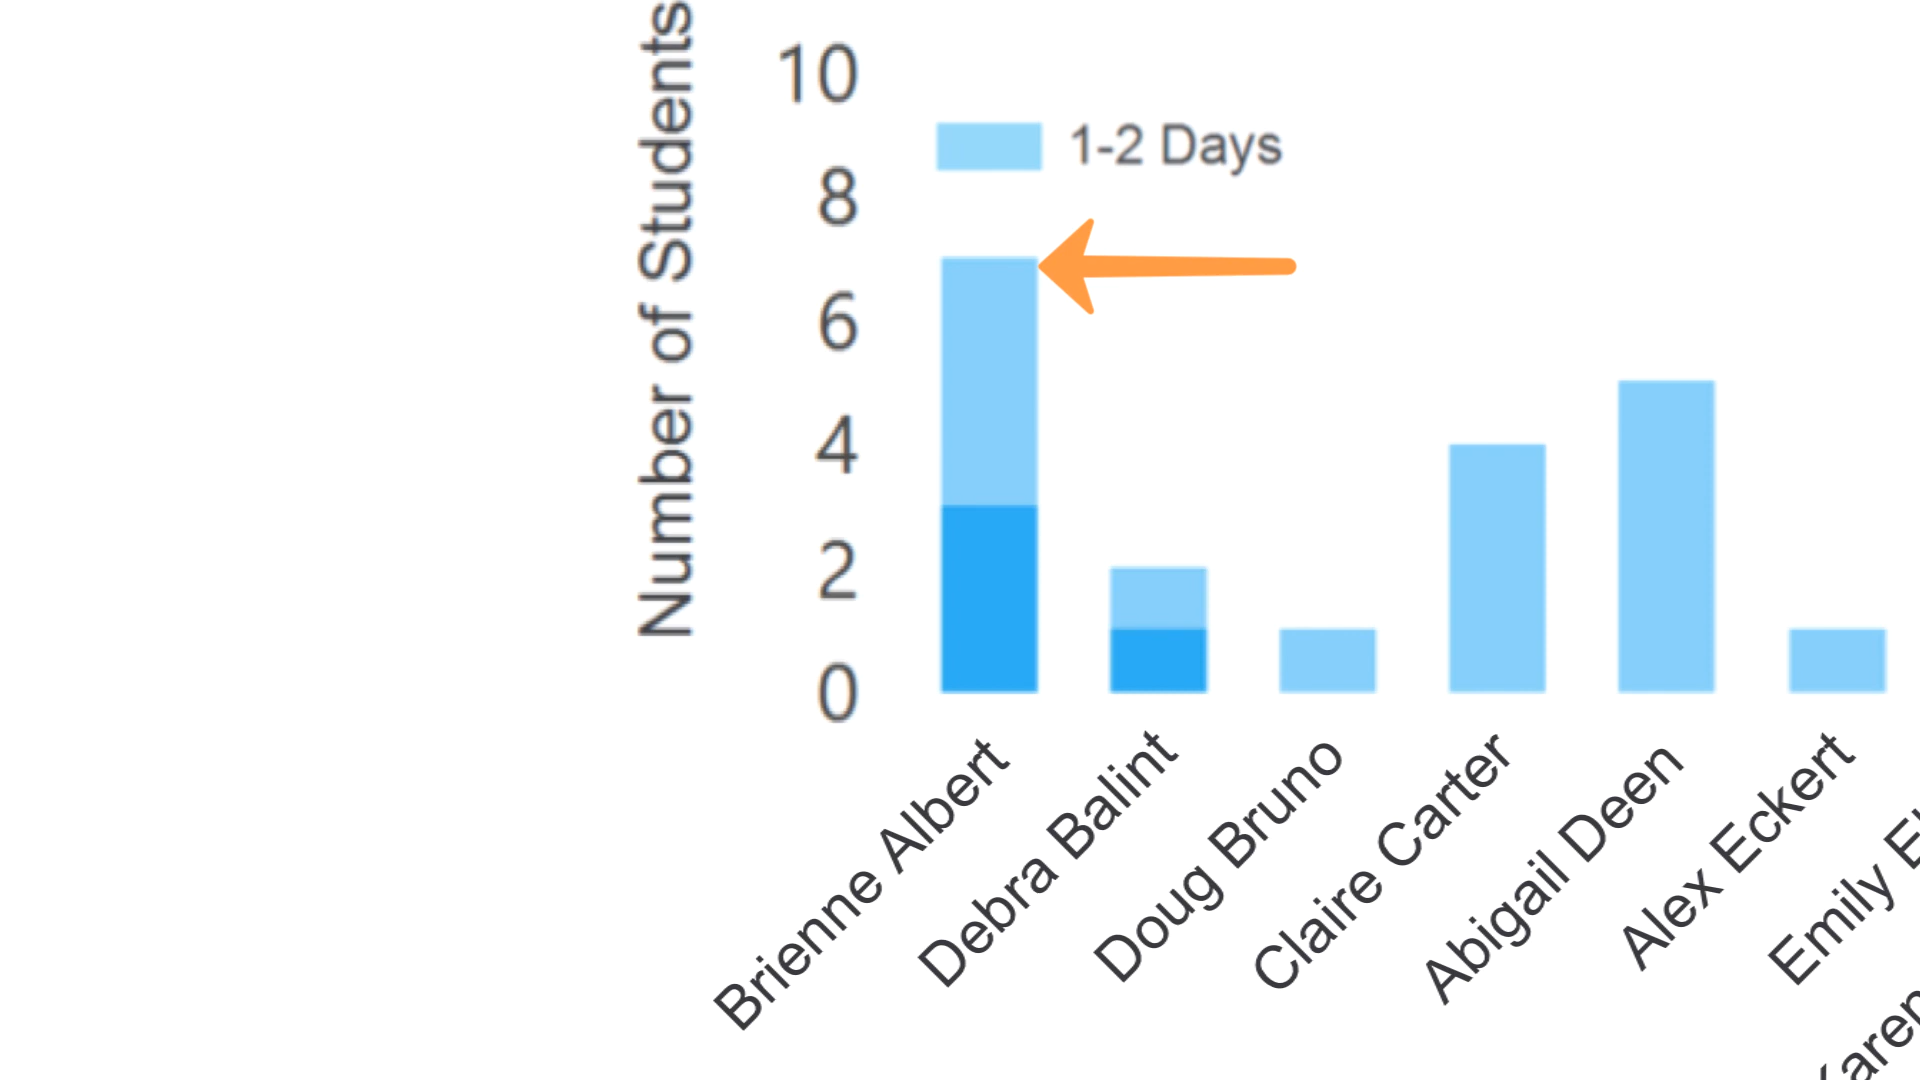 Number of Students
10
8
6
4
2
0
1-2 Days
Brienne Albert
Debra Balint
Doug Bruno
Claire Carter
Abigail Deen
Alex Eckert
Emily